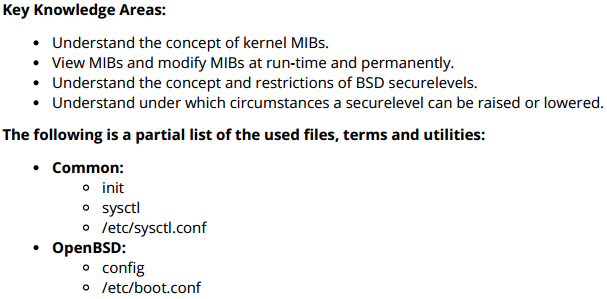 Key Knowledge Areas:
• Understand the concept of kernel MIBs.
• View MIBs and modify MIBs at run-time and permanently.
• Understand the concept and restrictions of BSD securelevels.
• Understand under which circumstances a securelevel can be raised or lowered.
The following is a partial list of the used files, terms and utilities:
• Common:
○ init
○ sysctl
○ /etc/sysctl.conf
• OpenBSD:
○ config
○ /etc/boot.conf